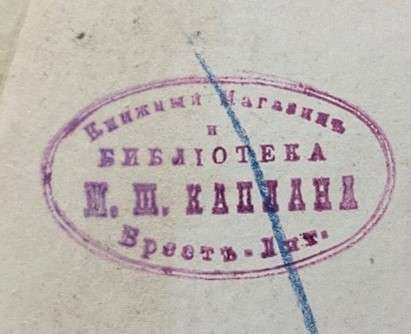 Книжный Магазинъ
и
БИБЛІОТЕКА
М. Ш. КАПЛАНА
Брестъ-Лит.